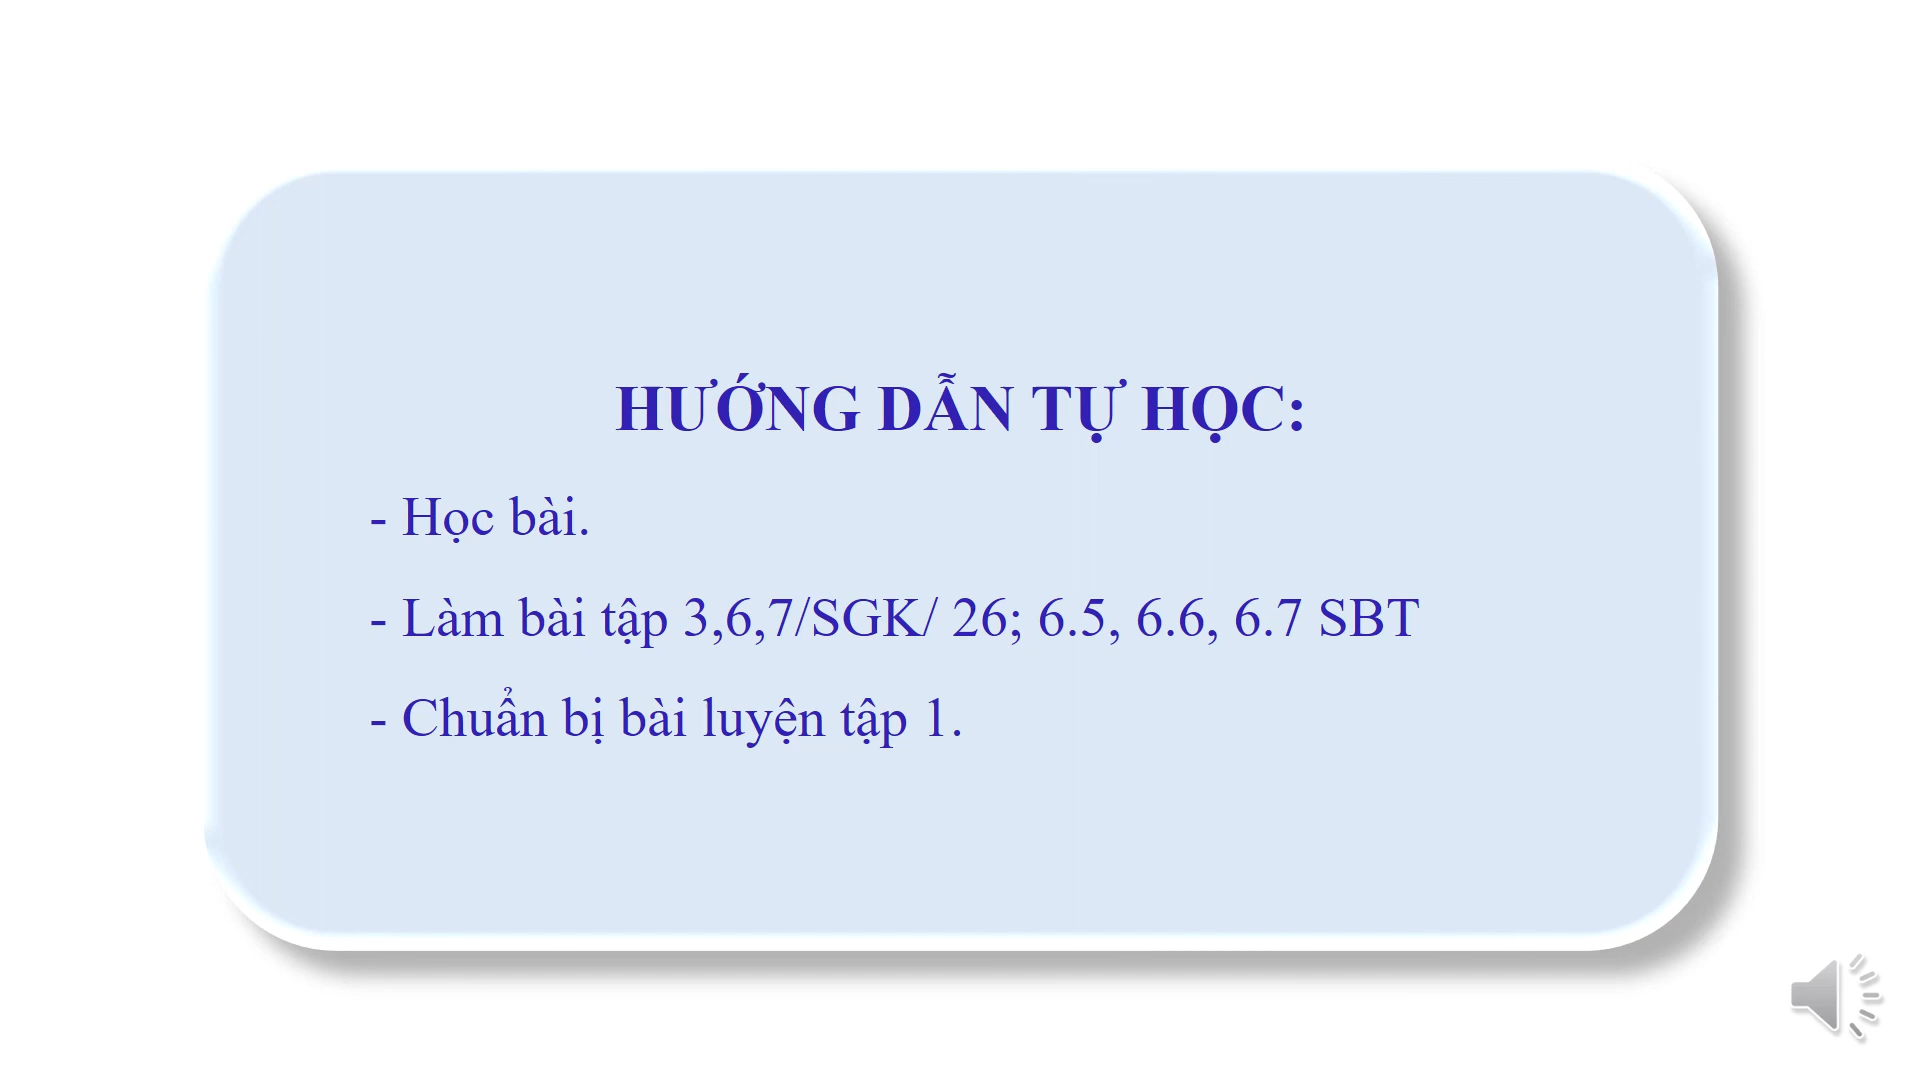 HƯỚNG DẪN TỰ HỌC:
- Học bài.
- Làm bài tập 3,6,7/SGK/ 26; 6.5, 6.6, 6.7 SBT
- Chuẩn bị bài luyện tập 1.